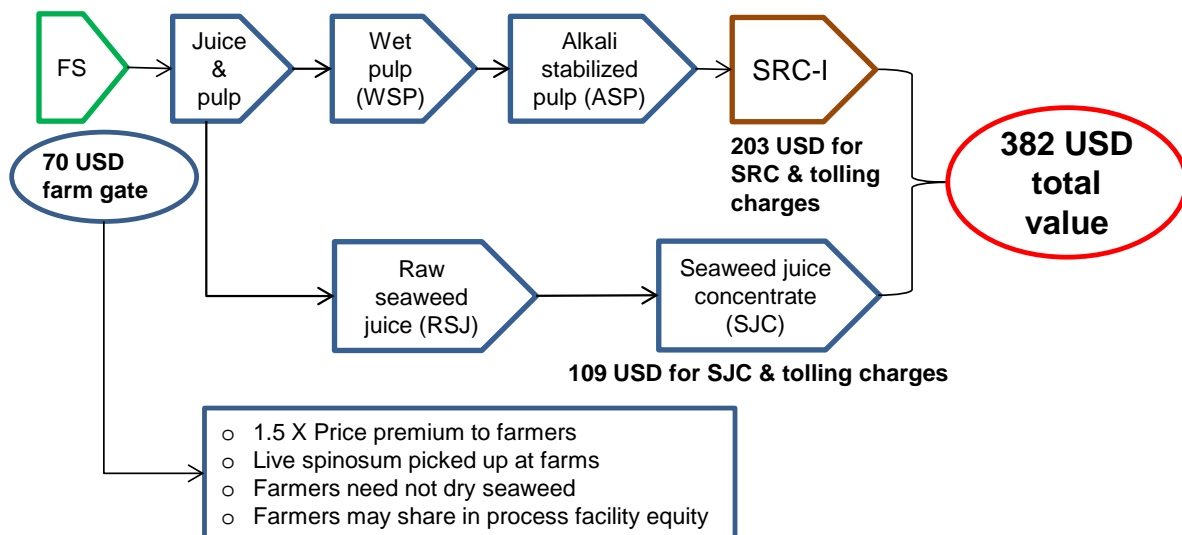 FS
Juice
&
pulp
Wet
pulp
(WSP)
Alkali
stabilized
pulp (ASP)
SRC-I
70 USD
farm gate
203 USD for
SRC & tolling
charges
382 USD
total
value
Raw
seaweed
juice (RSJ)
Seaweed juice
concentrate
(SJC)
109 USD for SJC & tolling charges
o 1.5 X Price premium to farmers
o Live spinosum picked up at farms
o Farmers need not dry seaweed
o Farmers may share in process facility equity